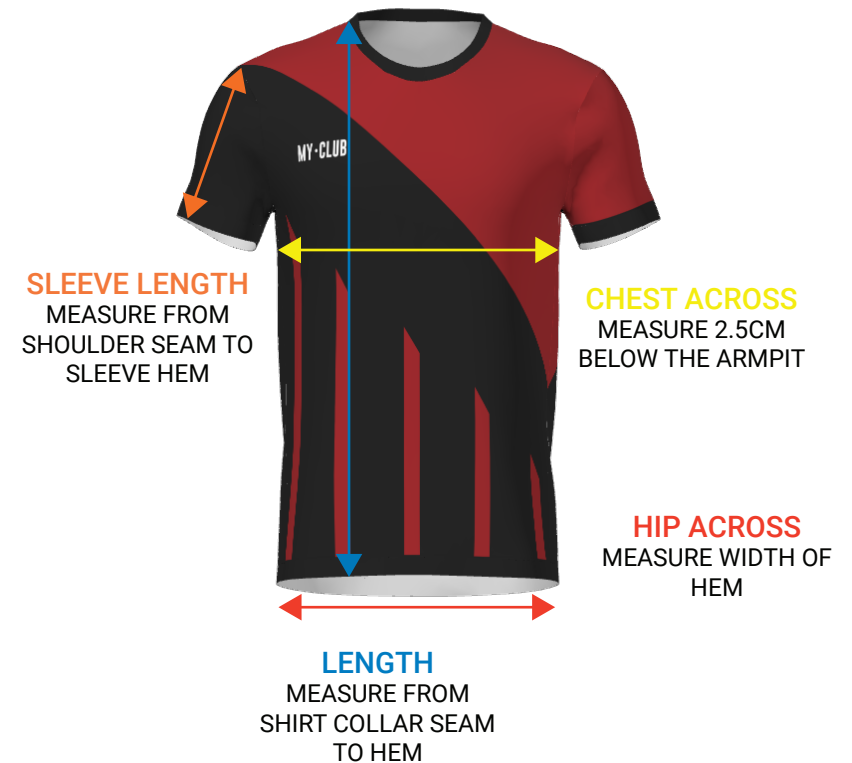 MY·CLUB
SLEEVE LENGTH
MEASURE FROM
SHOULDER SEAM TO
SLEEVE HEM
CHEST ACROSS
MEASURE 2.5CM
BELOW THE ARMPIT
HIP ACROSS
MEASURE WIDTH OF
HEM
LENGTH
MEASURE FROM
SHIRT COLLAR SEAM
TO HEM